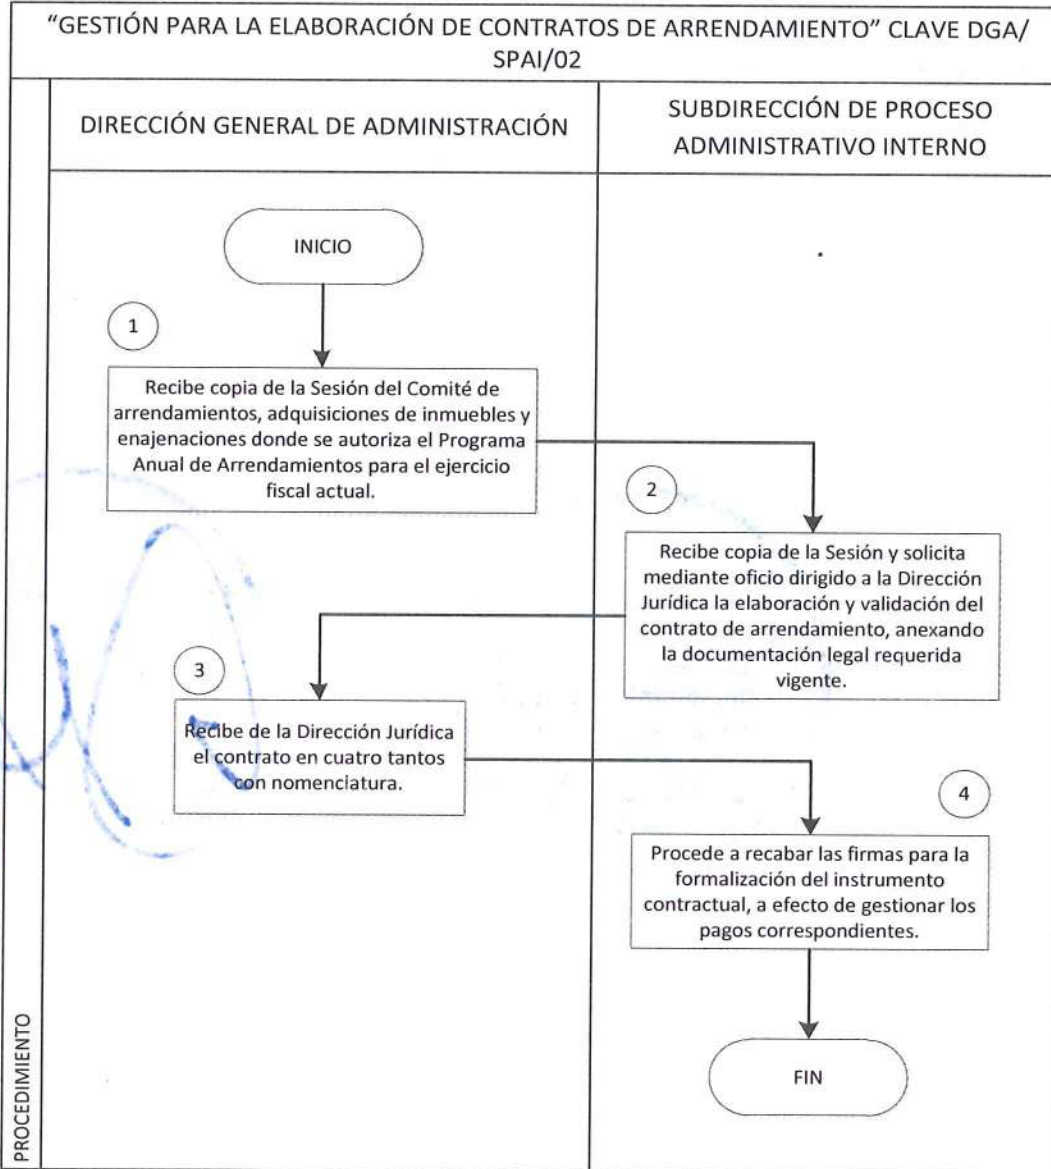 “GESTIÓN PARA LA ELABORACIÓN DE CONTRATOS DE ARRENDAMIENTO” CLAVE DGA/
SPAI/02
DIRECCIÓN GENERAL DE ADMINISTRACIÓN
SUBDIRECCIÓN DE PROCESO
ADMINISTRATIVO INTERNO
INICIO
1
Recibe copia de la Sesión del Comité de
arrendamientos, adquisiciones de inmuebles y
enajenaciones donde se autoriza el Programa
Anual de Arrendamientos para el ejercicio
fiscal actual.
2
Recibe copia de la Sesión y solicita
mediante oficio dirigido a la Dirección
Jurídica la elaboración y validación del
contrato de arrendamiento, anexando
la documentación legal requerida
vigente.
3
Recibe de la Dirección Jurídica
el contrato en cuatro tantos
con nomenclatura.
4
Procede a recabar las firmas para la
formalización del instrumento
contractual, a efecto de gestionar los
pagos correspondientes.
FIN
PROCEDIMIENTO